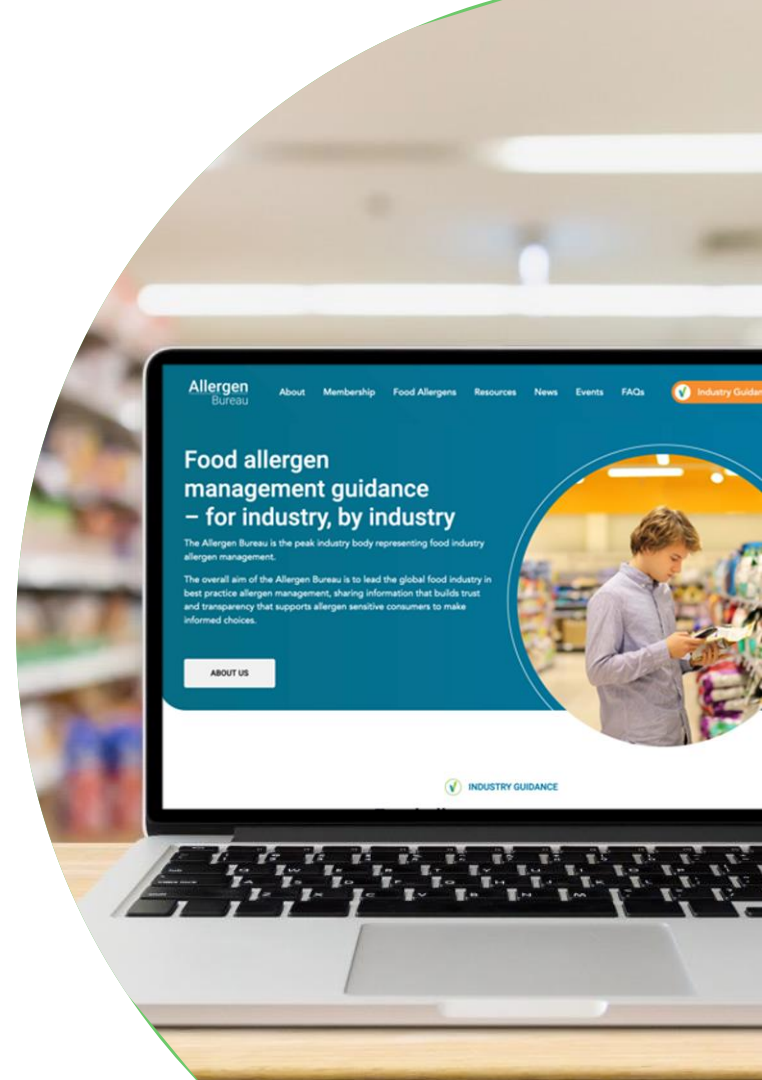 Allergen
Bureau
About
Membership
Food Allergens
Resources
News
Events
FAQs
Food allergen
management guidance
– for industry, by industry
The Allergen Bureau is the peak industry body representing food industry
allergen management.
The overall aim of the Allergen Bureau is to lead the global food industry in
best practice allergen management, sharing information that builds trust
and transparency that supports allergen sensitive consumers to make
informed choices.
ABOUT US
INDUSTRY GUIDANCE